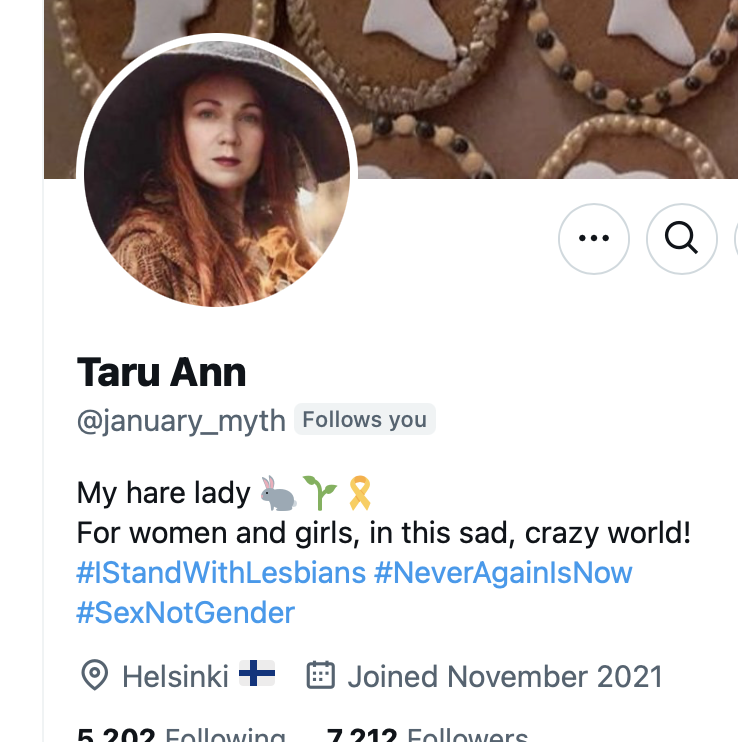 Taru Ann
@january_myth Follows you
My hare lady 🐇🌱🎗️
For women and girls, in this sad, crazy world!
#IStandWithLesbians #NeverAgainIsNow
#SexNotGender
Helsinki 🇫🇮 Joined November 2021
5,202 Following 7,212 Followers